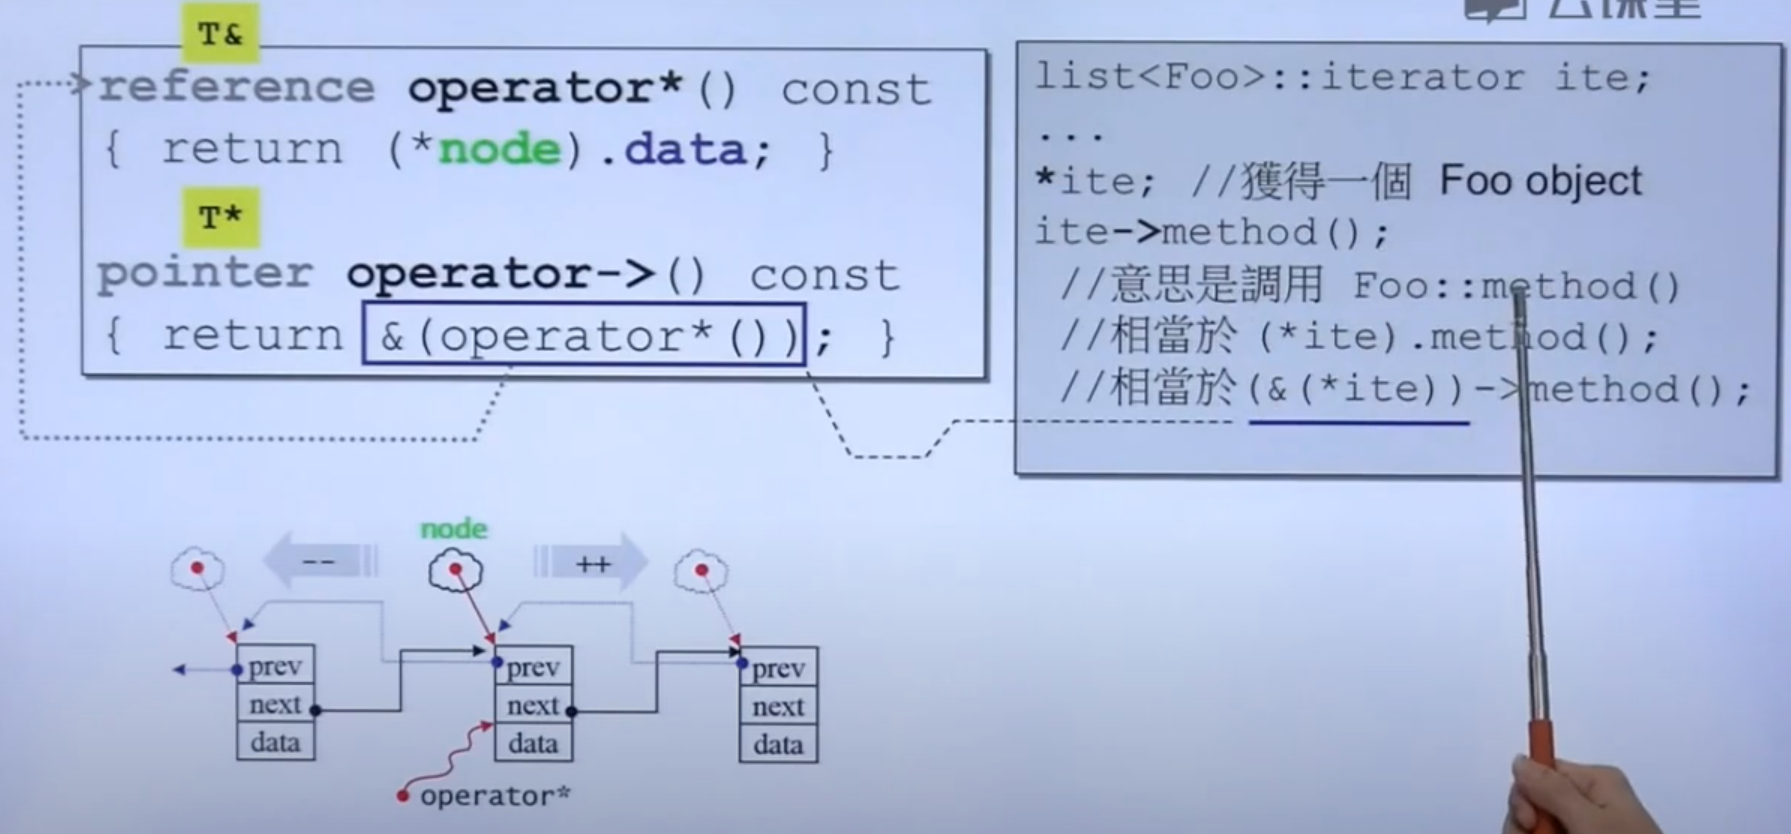 T&
reference operator*() const
{ return (*node).data; }
T*
pointer operator->() const
{ return &(operator*()); }
list<Foo>::iterator ite;
...
*ite; //獲得一個 Foo object
ite->method();
//意思是調用 Foo::method()
//相當於 (*ite).method();
//相當於(&(*ite))->method();
node
--
++
prev
next
data
prev
next
data
prev
next
data
operator*